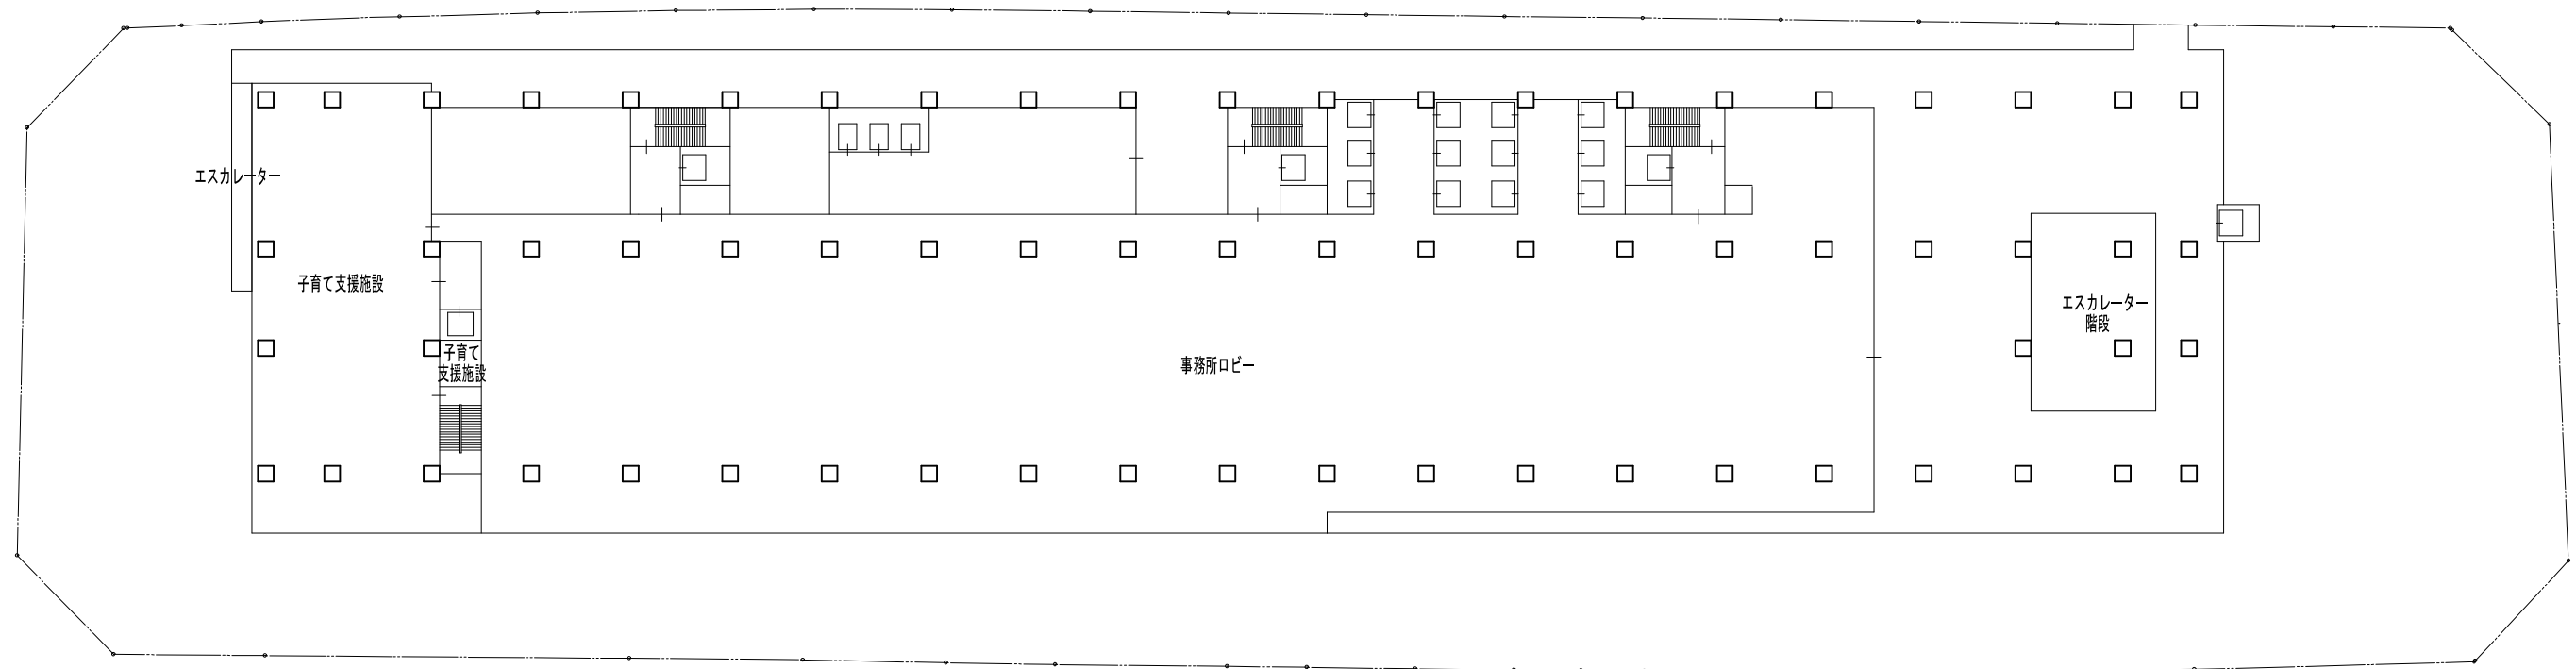 エスカレーター
子育て支援施設
エスカレーター
階段
子育て
支援施設
事務所ロビー